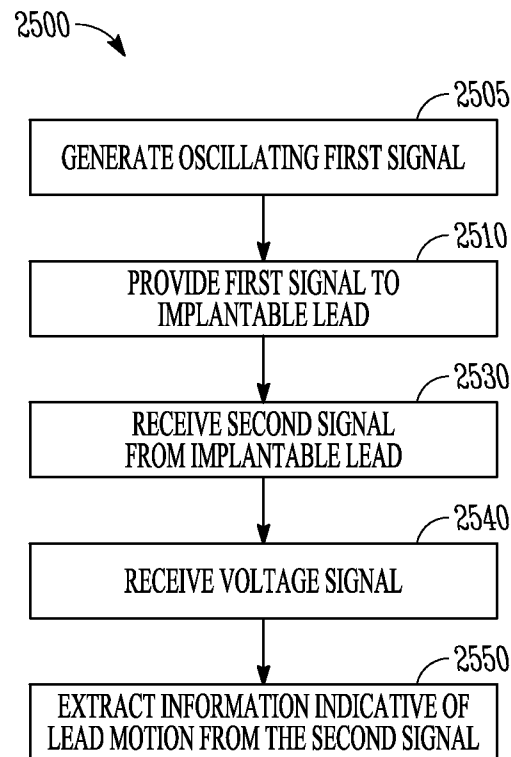 2500
2505
GENERATE OSCILLATING FIRST SIGNAL
2510
PROVIDE FIRST SIGNAL TO
IMPLANTABLE LEAD
2530
RECEIVE SECOND SIGNAL
FROM IMPLANTABLE LEAD
2540
RECEIVE VOLTAGE SIGNAL
2550
EXTRACT INFORMATION INDICATIVE OF
LEAD MOTION FROM THE SECOND SIGNAL